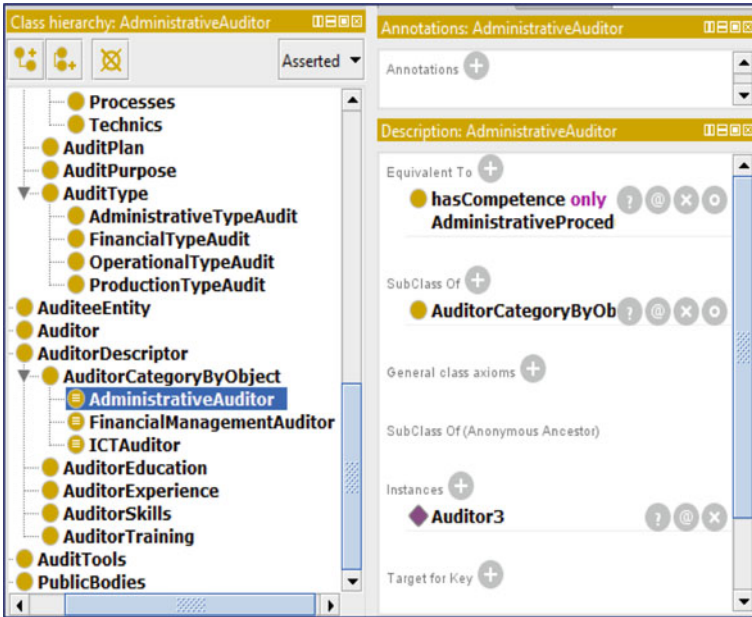 Class hierarchy: AdministrativeAuditor
Asserted
Processes
Technics
AuditPlan
AuditPurpose
AuditType
AdministrativeTypeAudit
FinancialTypeAudit
OperationalTypeAudit
ProductionTypeAudit
AuditeeEntity
Auditor
AuditorDescriptor
AuditorCategoryByObject
AdministrativeAuditor
FinancialManagementAuditor
ICTAuditor
AuditorEducation
AuditorExperience
AuditorSkills
AuditorTraining
AuditTools
PublicBodies
Annotations: AdministrativeAuditor
Annotations
Description: AdministrativeAuditor
Equivalent To
hasCompetence only
AdministrativeProced
SubClass Of
AuditorCategoryByOb
General class axioms
SubClass Of (Anonymous Ancestor)
Instances
Auditor3
Target for Key